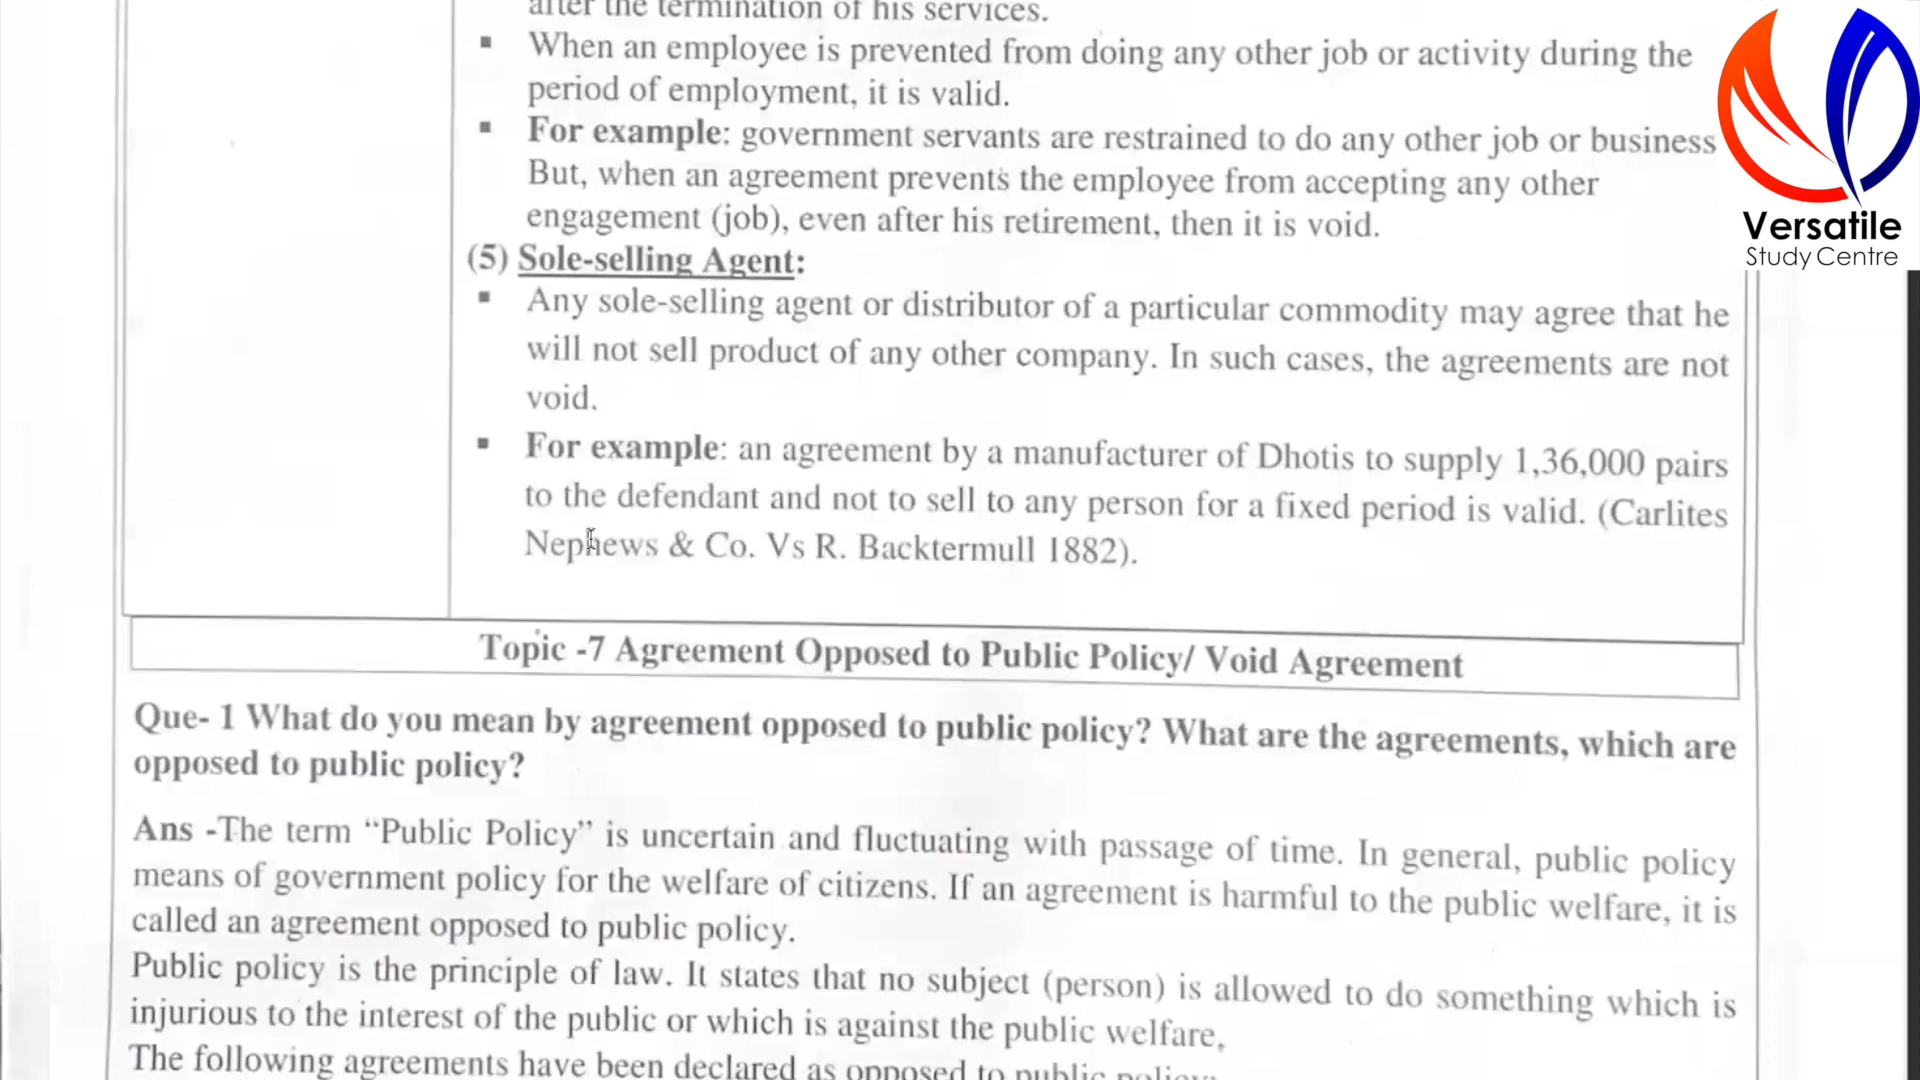 after the termination of his services.
▪ When an employee is prevented from doing any other job or activity during the
period of employment, it is valid.
▪ For example: government servants are restrained to do any other job or business
But, when an agreement prevents the employee from accepting any other
engagement (job), even after his retirement, then it is void.
(5) Sole-selling Agent:
▪ Any sole-selling agent or distributor of a particular commodity may agree that he
will not sell product of any other company. In such cases, the agreements are not
void.
▪ For example: an agreement by a manufacturer of Dhotis to supply 1,36,000 pairs
to the defendant and not to sell to any person for a fixed period is valid. (Carlites
Nephews & Co. Vs R. Backtermull 1882).
Topic -7 Agreement Opposed to Public Policy/ Void Agreement
Que- 1 What do you mean by agreement opposed to public policy? What are the agreements, which are
opposed to public policy?
Ans -The term “Public Policy” is uncertain and fluctuating with passage of time. In general, public policy
means of government policy for the welfare of citizens. If an agreement is harmful to the public welfare, it is
called an agreement opposed to public policy.
Public policy is the principle of law. It states that no subject (person) is allowed to do something which is
injurious to the interest of the public or which is against the public welfare.
The following agreements have been declared as opposed to public policy:
Versatile
Study Centre